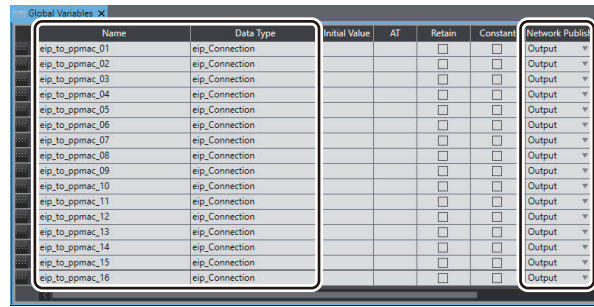 Global Variables X
Name Data Type Initial Value AT Retain Constant Network Publish
eip_to_ppmac_01 eip_Connection Output
eip_to_ppmac_02 eip_Connection Output
eip_to_ppmac_03 eip_Connection Output
eip_to_ppmac_04 eip_Connection Output
eip_to_ppmac_05 eip_Connection Output
eip_to_ppmac_06 eip_Connection Output
eip_to_ppmac_07 eip_Connection Output
eip_to_ppmac_08 eip_Connection Output
eip_to_ppmac_09 eip_Connection Output
eip_to_ppmac_10 eip_Connection Output
eip_to_ppmac_11 eip_Connection Output
eip_to_ppmac_12 eip_Connection Output
eip_to_ppmac_13 eip_Connection Output
eip_to_ppmac_14 eip_Connection Output
eip_to_ppmac_15 eip_Connection Output
eip_to_ppmac_16 eip_Connection Output